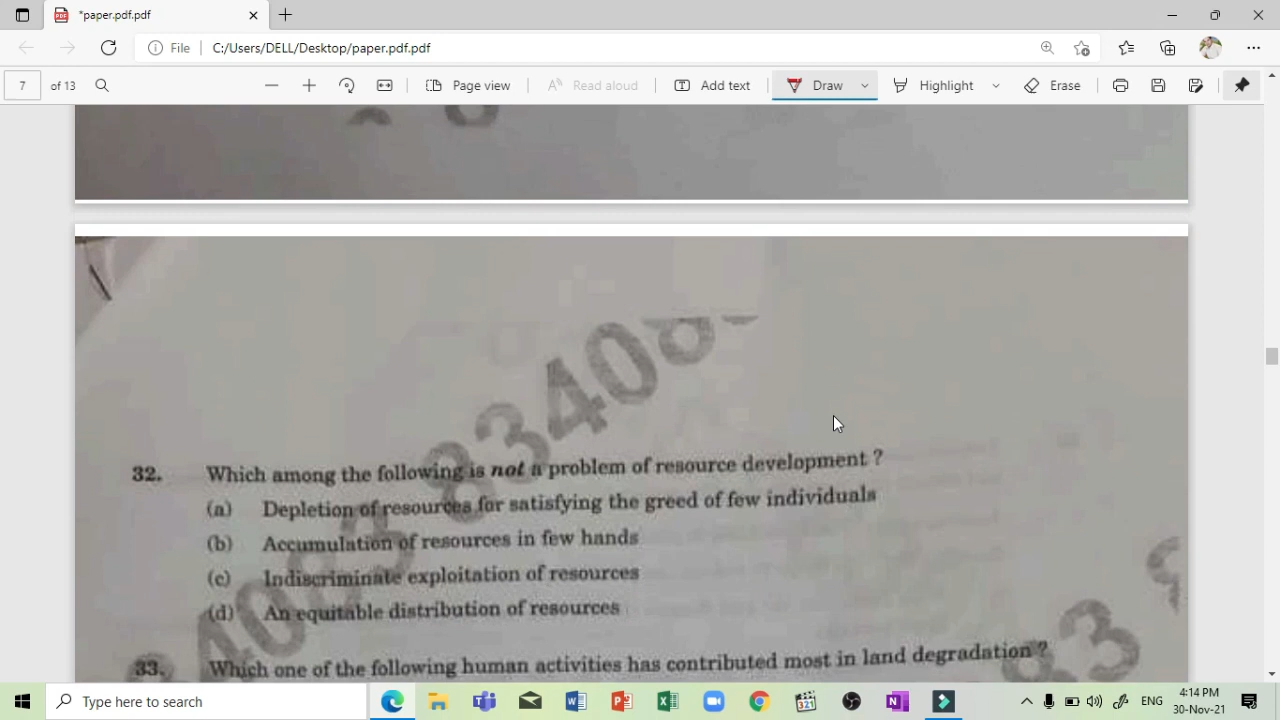 *paper.pdf.pdf
File C:/Users/DELL/Desktop/paper.pdf.pdf
7 of 13 Page view Read aloud Add text Draw Highlight Erase
83408
32. Which among the following is not a problem of resource development ?
(a) Depletion of resources for satisfying the greed of few individuals
(b) Accumulation of resources in few hands
(c) Indiscriminate exploitation of resources
(d) An equitable distribution of resources
33. Which one of the following human activities has contributed most in land degradation ?
Type here to search
ENG
4:14 PM
30-Nov-21